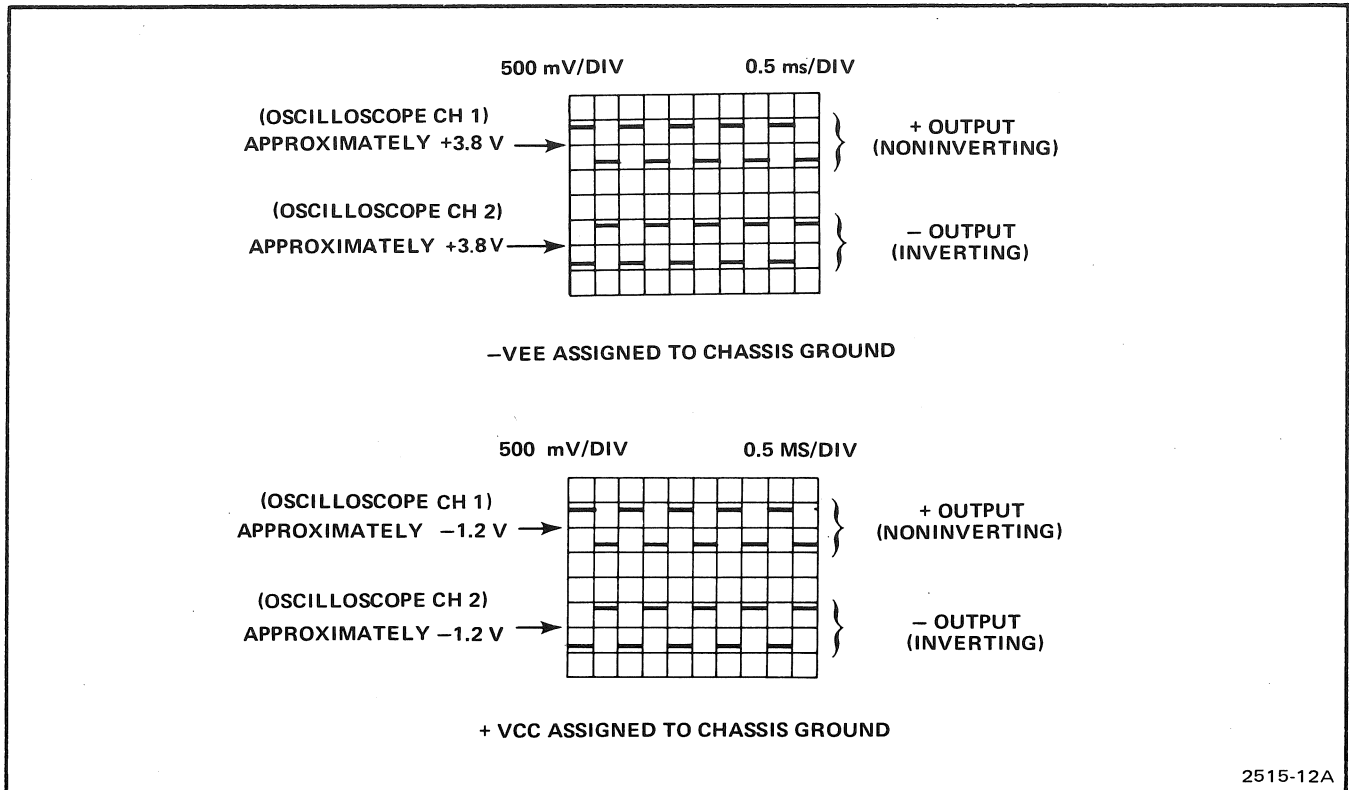 500 mV/DIV 0.5 ms/DIV
(OSCILLOSCOPE CH 1)
APPROXIMATELY +3.8 V
+ OUTPUT
(NONINVERTING)
(OSCILLOSCOPE CH 2)
APPROXIMATELY +3.8 V
– OUTPUT
(INVERTING)
–VEE ASSIGNED TO CHASSIS GROUND
500 mV/DIV 0.5 MS/DIV
(OSCILLOSCOPE CH 1)
APPROXIMATELY –1.2 V
+ OUTPUT
(NONINVERTING)
(OSCILLOSCOPE CH 2)
APPROXIMATELY –1.2 V
– OUTPUT
(INVERTING)
+ VCC ASSIGNED TO CHASSIS GROUND
2515-12A